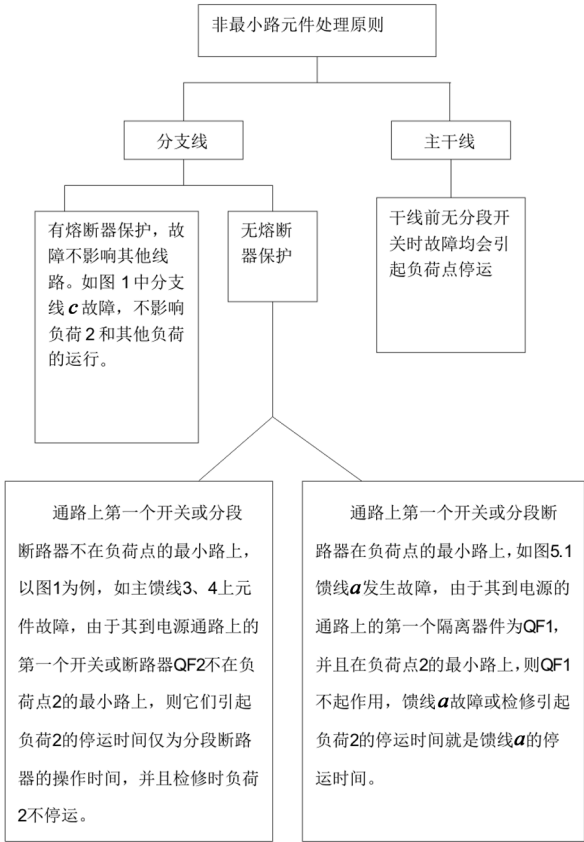 非最小路元件处理原则
分支线
主干线
有熔断器保护，故
障不影响其他线
路。如图 1中分支
线c故障，不影响
负荷2和其他负荷
的运行。
无熔断
器保护
干线前无分段开
关时故障均会引
起负荷点停运
通路上第一个开关或分段
断路器不在负荷点的最小路上，
以图1为例，如主馈线3、4上元
件故障，由于其到电源通路上的
第一个开关或断路器QF2不在负
荷点2的最小路上，则它们引起
负荷2的停运时间仅为分段断路
器的操作时间，并且检修时负荷
2不停运。
通路上第一个开关或分段断
路器在负荷点的最小路上，如图5.1
馈线a发生故障，由于其到电源的
通路上的第一个隔离器件为QF1，
并且在负荷点2的最小路上，则QF1
不起作用，馈线a故障或检修引起
负荷2的停运时间就是馈线a的停
运时间。